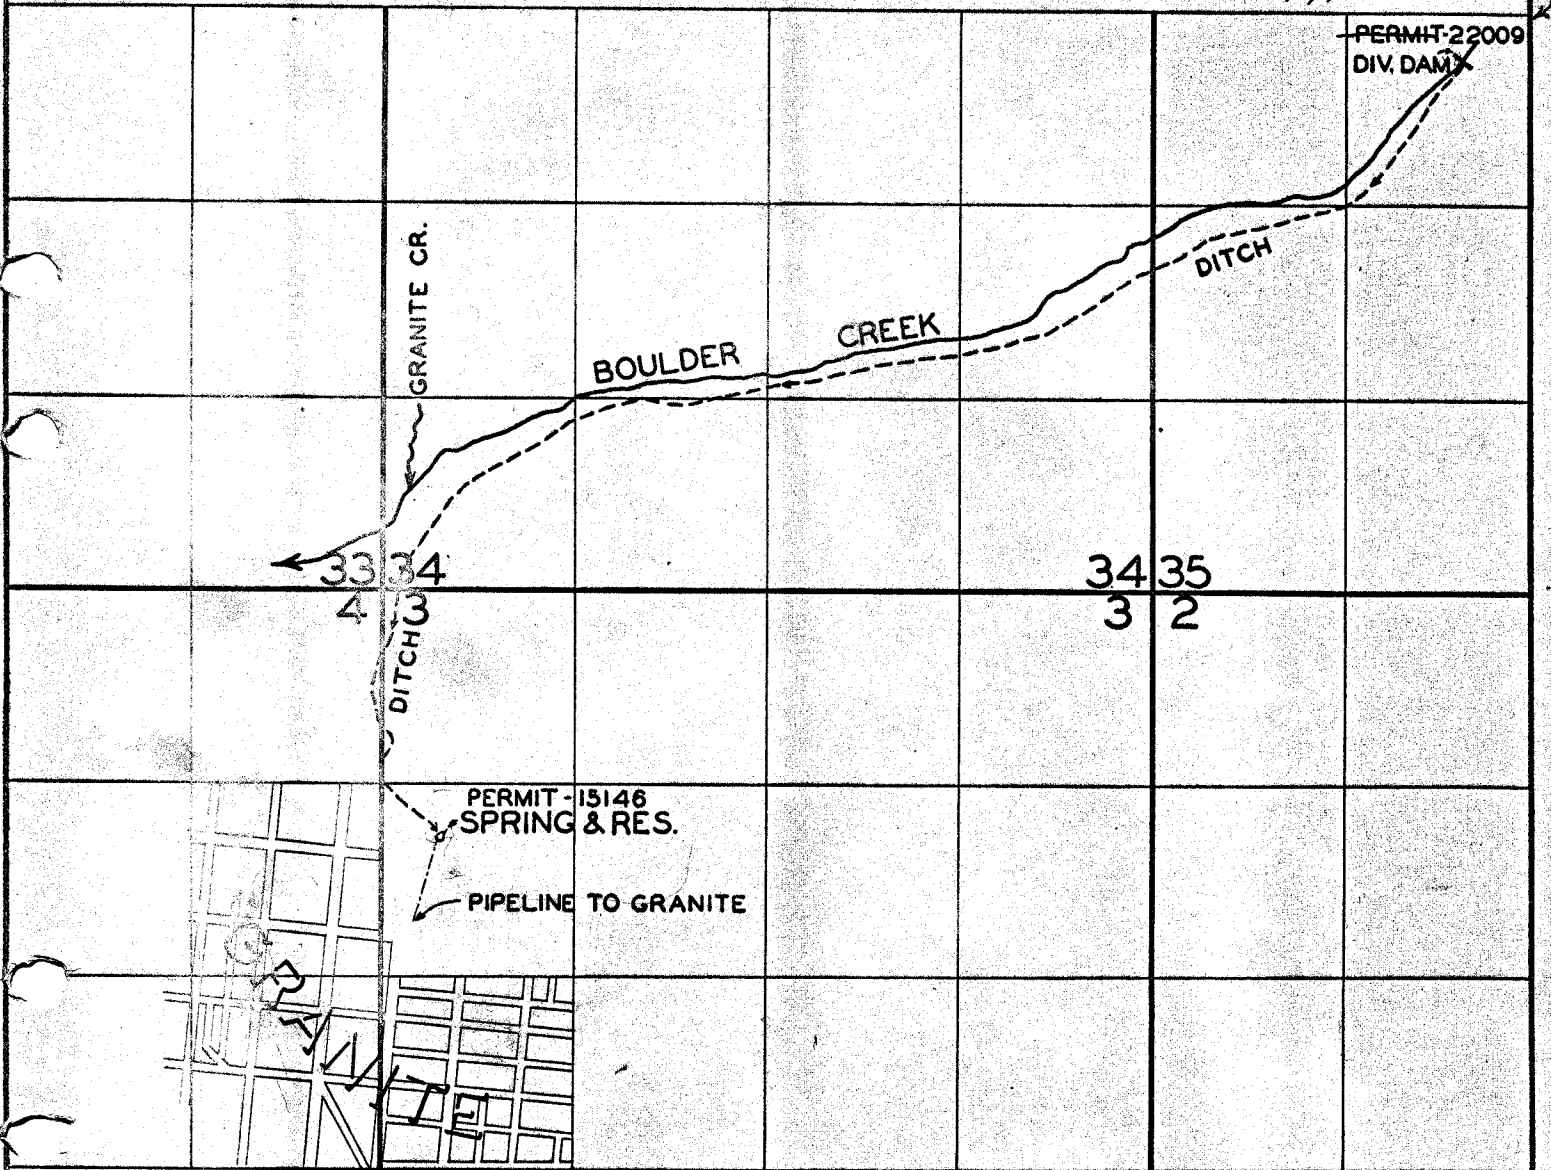 PERMIT-22009
DIV. DAM
GRANITE CR.
DITCH
BOULDER CREEK
33 34
34 35
4 3
3 2
DITCH
PERMIT-15146
SPRING & RES.
PIPELINE TO GRANITE
GRANITE